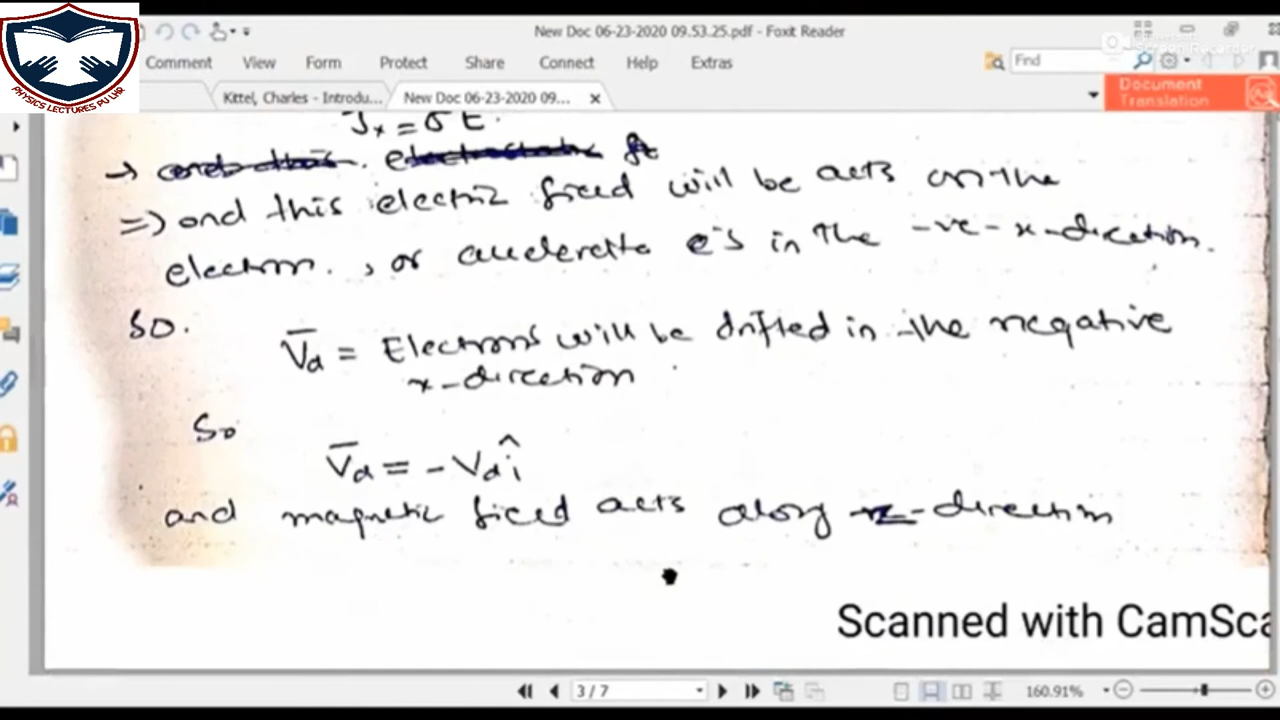 PHYSICS LECTURES PU LHR
New Doc 06-23-2020 09.53.25.pdf - Foxit Reader
Screen Recorder
Comment View Form Protect Share Connect Help Extras
Find
Kittel, Charles - Introdu... New Doc 06-23-2020 09...
Document
Translation
Jx = σE.
⇒ and this electric field will be acts on the
electron., or accelerate e's in the -ve-x-direction.
SO.
V̄d = Electrons will be drifted in the negative
x-direction
So
V̄d = - Vd î
and magnetic field acts along z-direction
Scanned with CamSca
3 / 7
160.91%